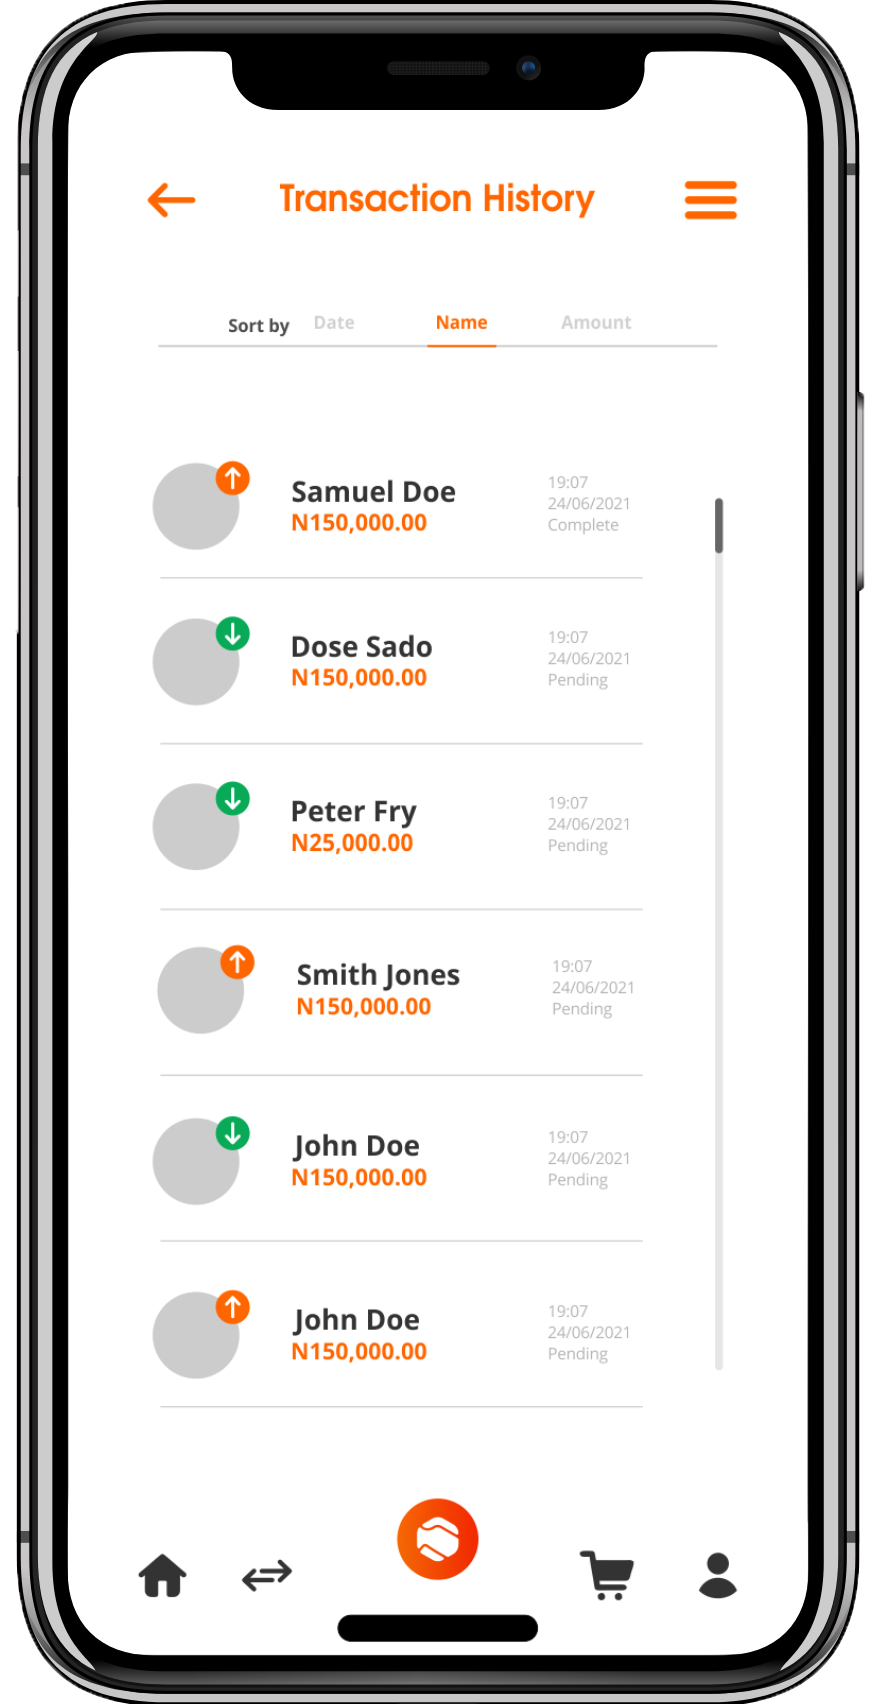 Transaction History
Sort by Date Name Amount
Samuel Doe
N150,000.00
19:07
24/06/2021
Complete
Dose Sado
N150,000.00
19:07
24/06/2021
Pending
Peter Fry
N25,000.00
19:07
24/06/2021
Pending
Smith Jones
N150,000.00
19:07
24/06/2021
Pending
John Doe
N150,000.00
19:07
24/06/2021
Pending
John Doe
N150,000.00
19:07
24/06/2021
Pending